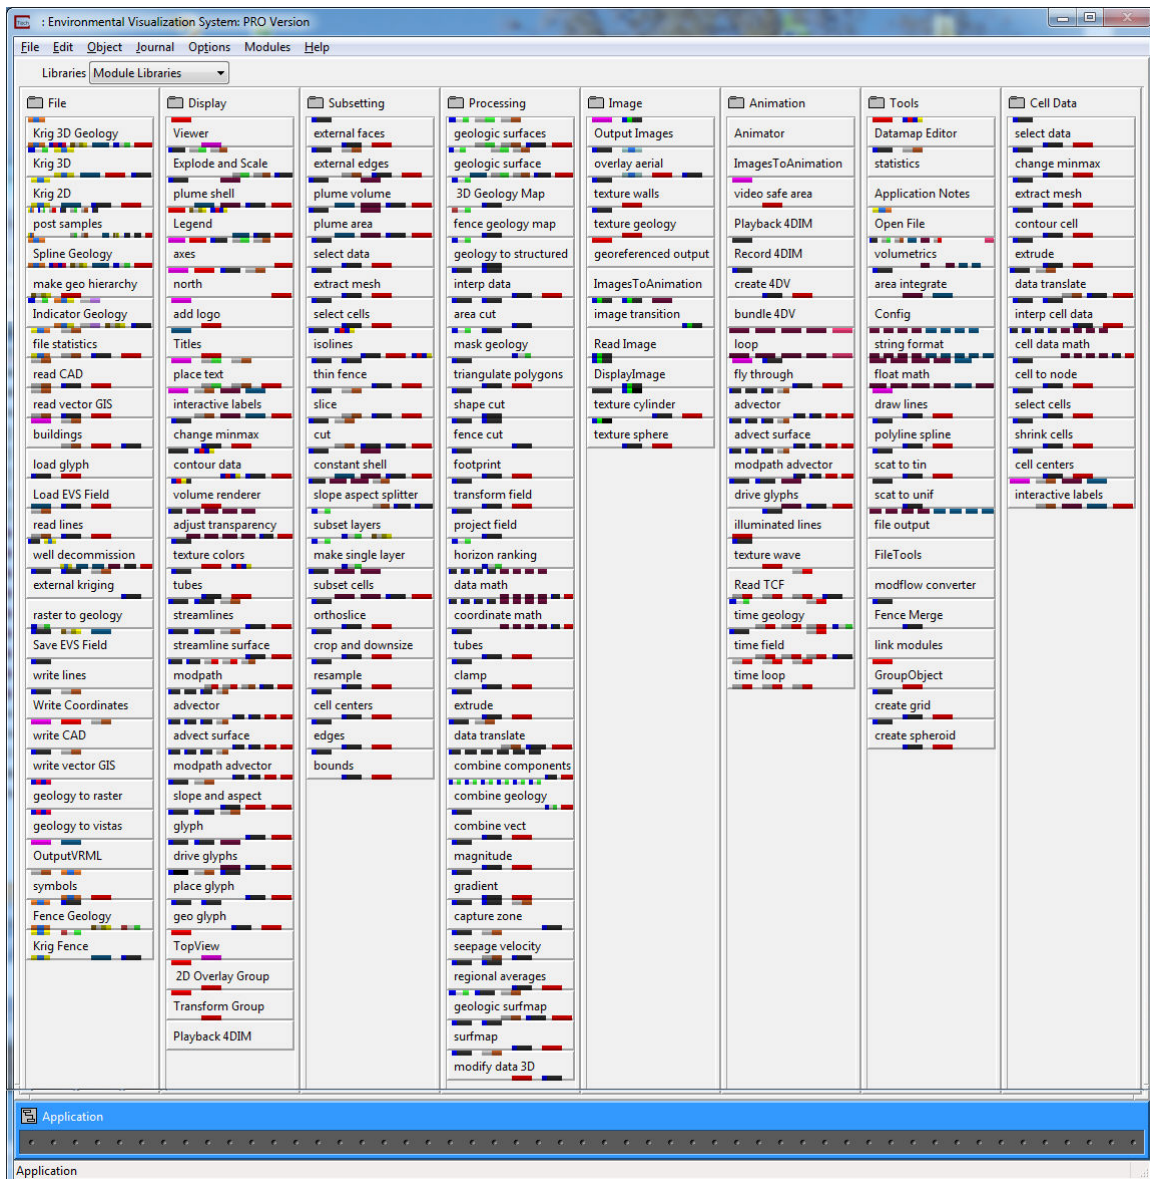 : Environmental Visualization System: PRO Version
File Edit Object Journal Options Modules Help
Libraries Module Libraries
File
Krig 3D Geology
Krig 3D
Krig 2D
post samples
Spline Geology
make geo hierarchy
Indicator Geology
file statistics
read CAD
read vector GIS
buildings
load glyph
Load EVS Field
read lines
well decommission
external kriging
raster to geology
Save EVS Field
write lines
Write Coordinates
write CAD
write vector GIS
geology to raster
geology to vistas
OutputVRML
symbols
Fence Geology
Krig Fence
Display
Viewer
Explode and Scale
plume shell
Legend
axes
north
add logo
Titles
place text
interactive labels
change minmax
contour data
volume renderer
adjust transparency
texture colors
tubes
streamlines
streamline surface
modpath
advector
advect surface
modpath advector
slope and aspect
glyph
drive glyphs
place glyph
geo glyph
TopView
2D Overlay Group
Transform Group
Playback 4DIM
Subsetting
external faces
external edges
plume volume
plume area
select data
extract mesh
select cells
isolines
thin fence
slice
cut
constant shell
slope aspect splitter
subset layers
make single layer
subset cells
orthoslice
crop and downsize
resample
cell centers
edges
bounds
Processing
geologic surfaces
geologic surface
3D Geology Map
fence geology map
geology to structured
interp data
area cut
mask geology
triangulate polygons
shape cut
fence cut
footprint
transform field
project field
horizon ranking
data math
coordinate math
tubes
clamp
extrude
data translate
combine components
combine geology
combine vect
magnitude
gradient
capture zone
seepage velocity
regional averages
geologic surfmap
surfmap
modify data 3D
Image
Output Images
overlay aerial
texture walls
texture geology
georeferenced output
ImagesToAnimation
image transition
Read Image
DisplayImage
texture cylinder
texture sphere
Animation
Animator
ImagesToAnimation
video safe area
Playback 4DIM
Record 4DIM
create 4DV
bundle 4DV
loop
fly through
advector
advect surface
modpath advector
drive glyphs
illuminated lines
texture wave
Read TCF
time geology
time field
time loop
Tools
Datamap Editor
statistics
Application Notes
Open File
volumetrics
area integrate
Config
string format
float math
draw lines
polyline spline
scat to tin
scat to unif
file output
FileTools
modflow converter
Fence Merge
link modules
GroupObject
create grid
create spheroid
Cell Data
select data
change minmax
extract mesh
contour cell
extrude
data translate
interp cell data
cell data math
cell to node
select cells
shrink cells
cell centers
interactive labels
Application
Application